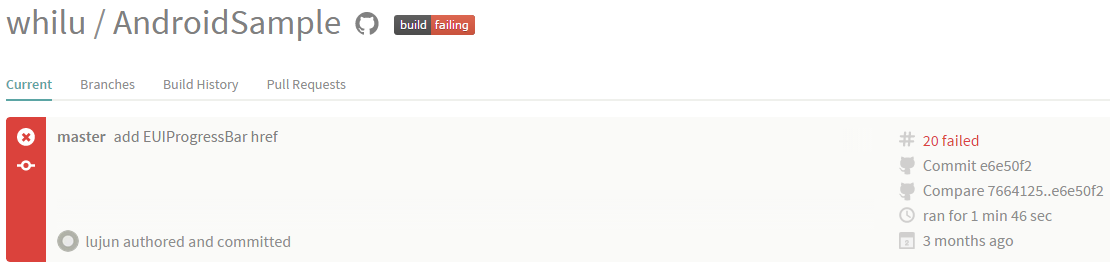 whilu / AndroidSample build failing
Current Branches Build History Pull Requests
master add EUIProgressBar href
20 failed
Commit e6e50f2
Compare 7664125..e6e50f2
ran for 1 min 46 sec
lujun authored and committed
3 months ago